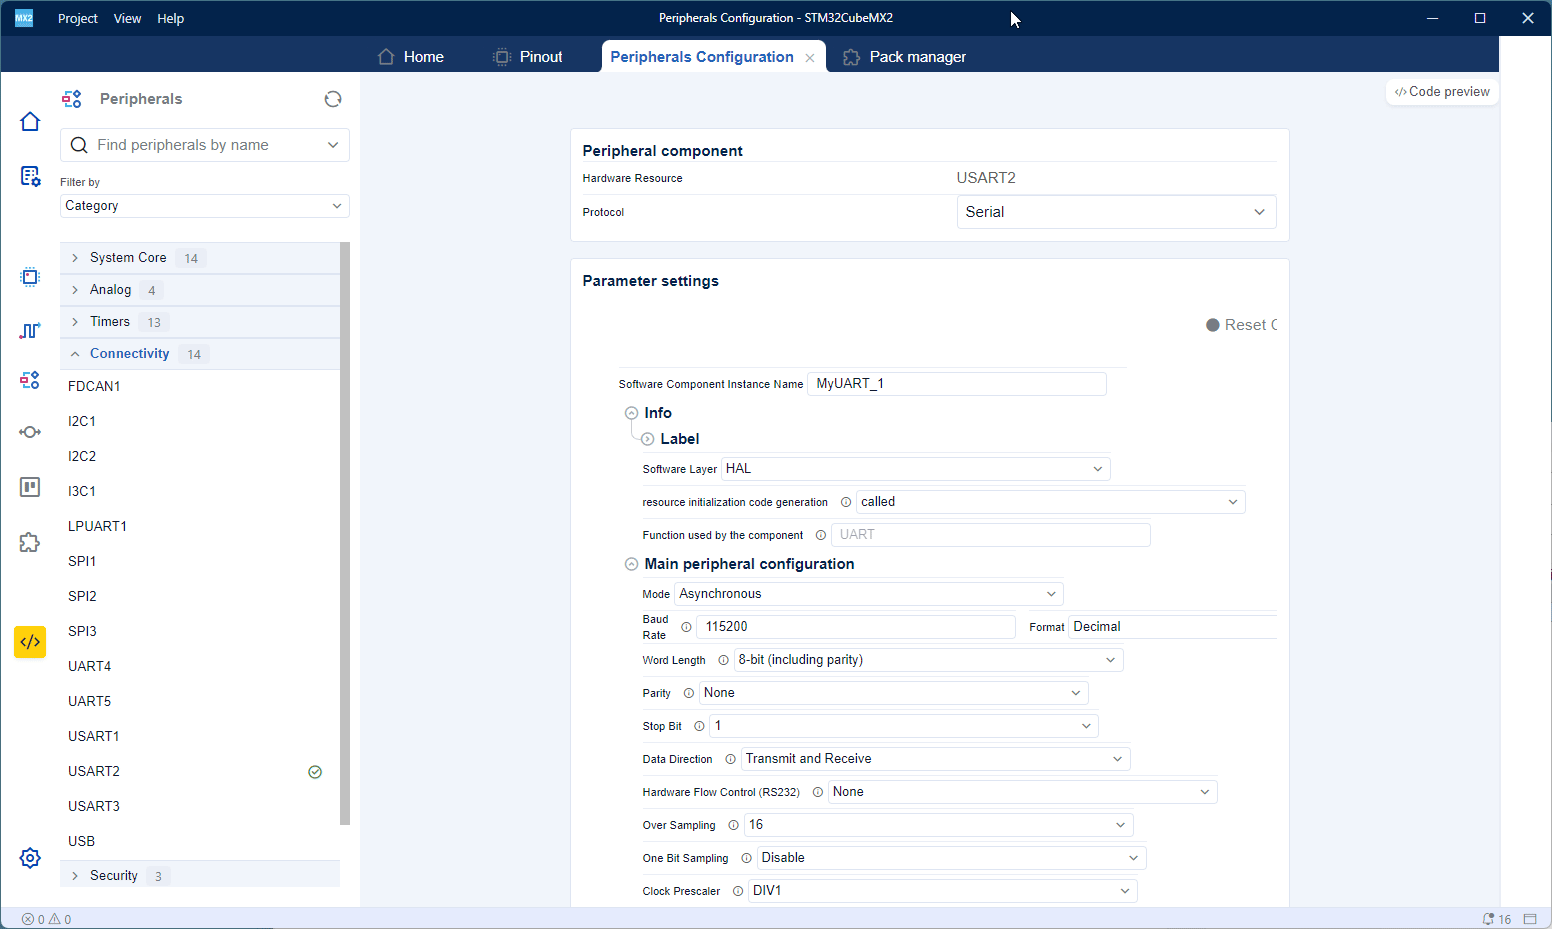 MX2 Project View Help Peripherals Configuration - STM32CubeMX2
Home Pinout Peripherals Configuration Pack manager
Peripherals
Code preview
Find peripherals by name
Filter by
Category
System Core 14
Analog 4
Timers 13
Connectivity 14
FDCAN1
I2C1
I2C2
I3C1
LPUART1
SPI1
SPI2
SPI3
UART4
UART5
USART1
USART2
USART3
USB
Security 3
Peripheral component
Hardware Resource USART2
Protocol Serial
Parameter settings
Reset
Software Component Instance Name MyUART_1
Info
Label
Software Layer HAL
resource initialization code generation called
Function used by the component UART
Main peripheral configuration
Mode Asynchronous
Baud Rate 115200 Format Decimal
Word Length 8-bit (including parity)
Parity None
Stop Bit 1
Data Direction Transmit and Receive
Hardware Flow Control (RS232) None
Over Sampling 16
One Bit Sampling Disable
Clock Prescaler DIV1
0 0 16